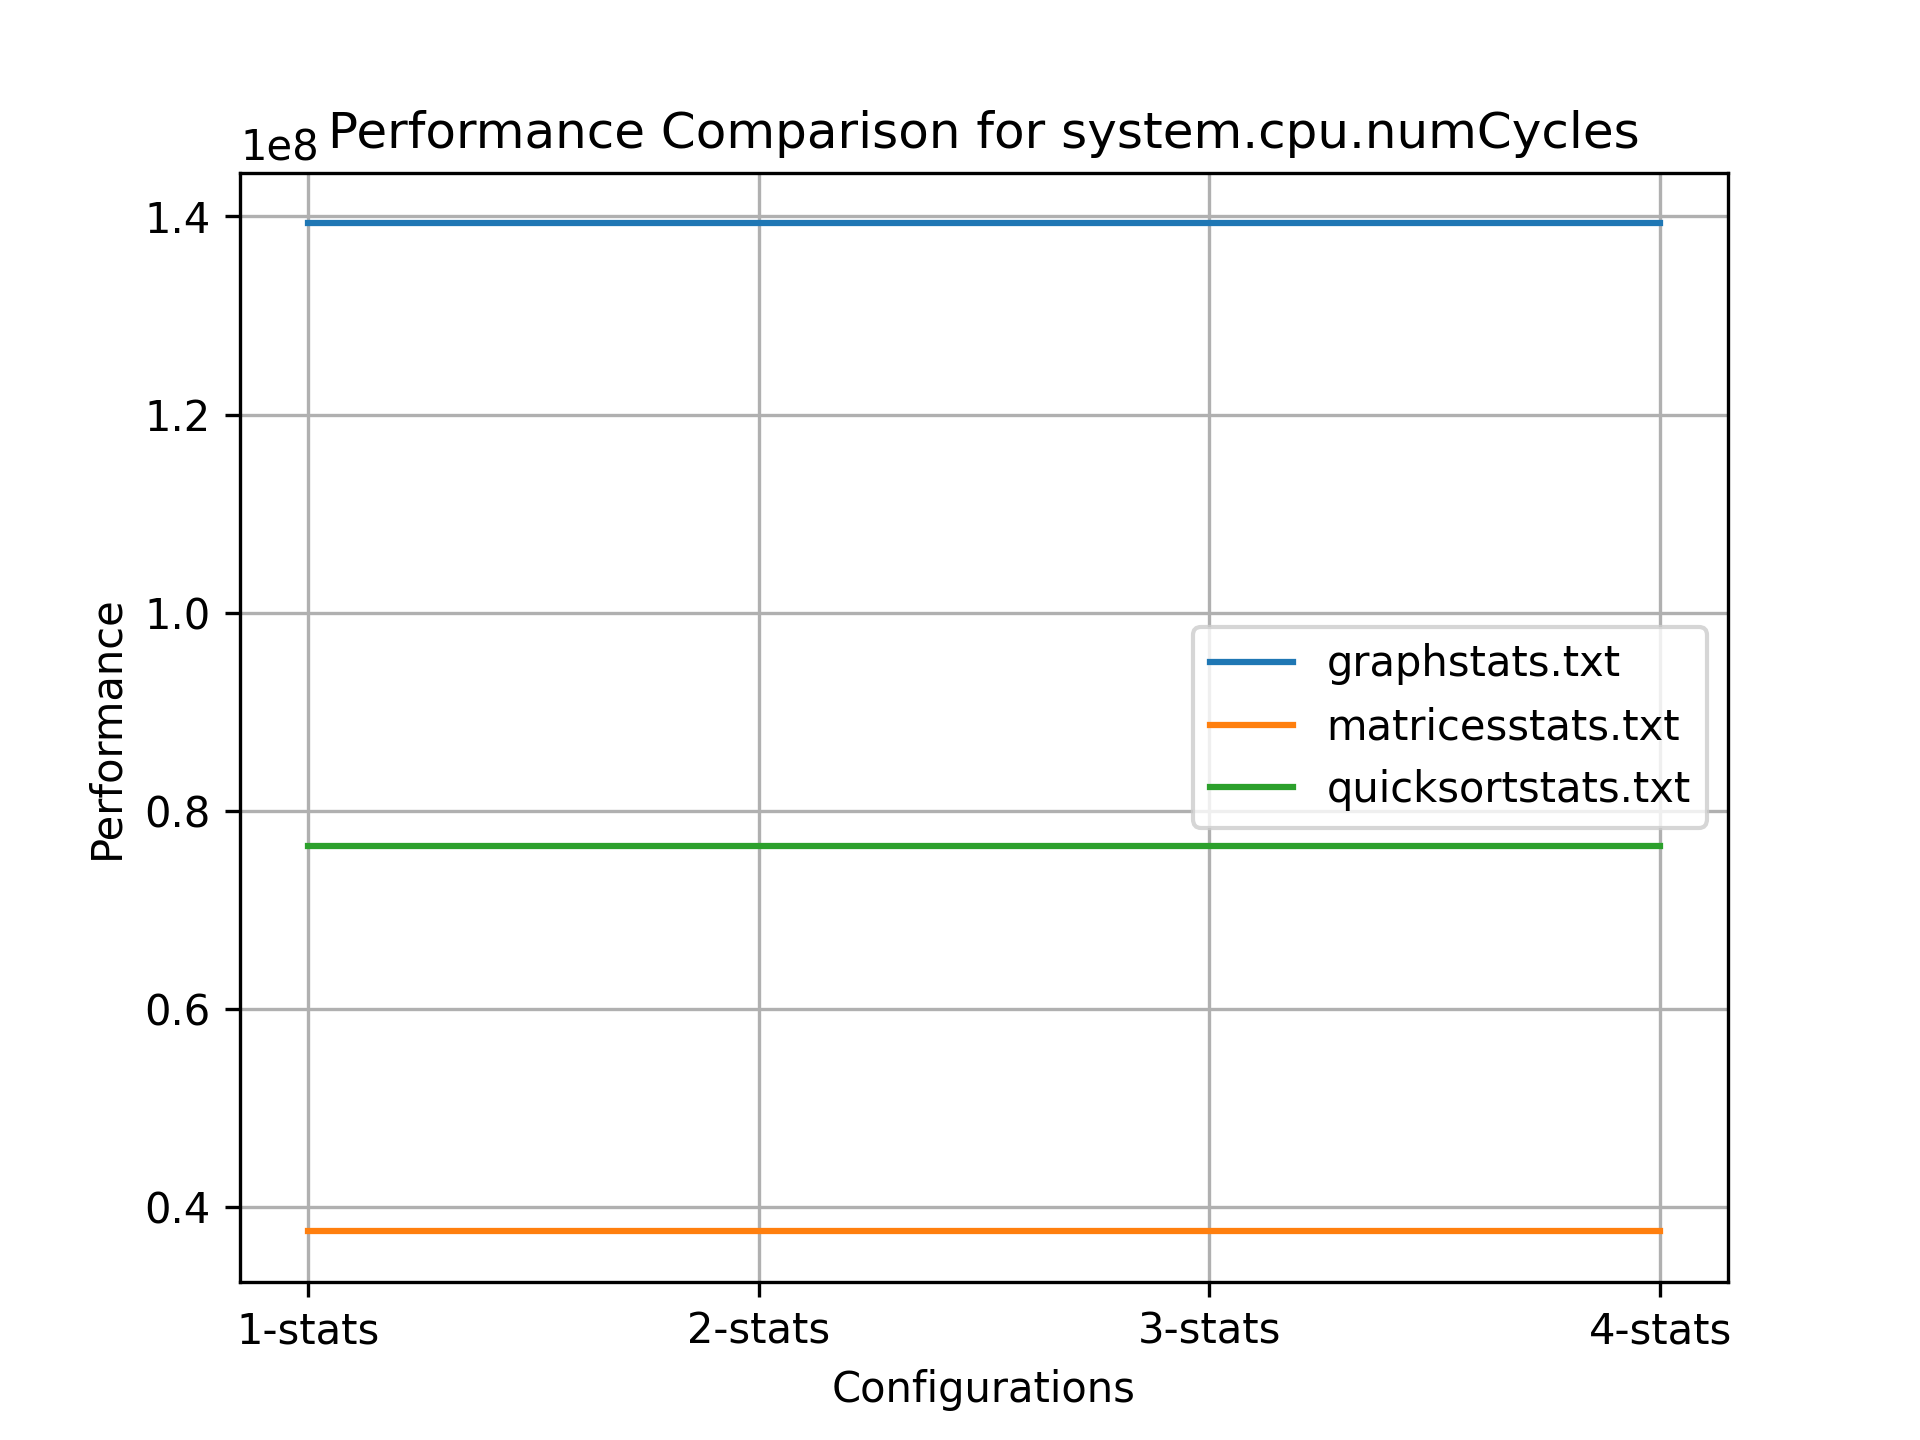 Performance Comparison for system.cpu.numCycles
1e8
1.4
1.2
1.0
0.8
0.6
0.4
Performance
graphstats.txt
matricesstats.txt
quicksortstats.txt
1-stats
2-stats
3-stats
4-stats
Configurations